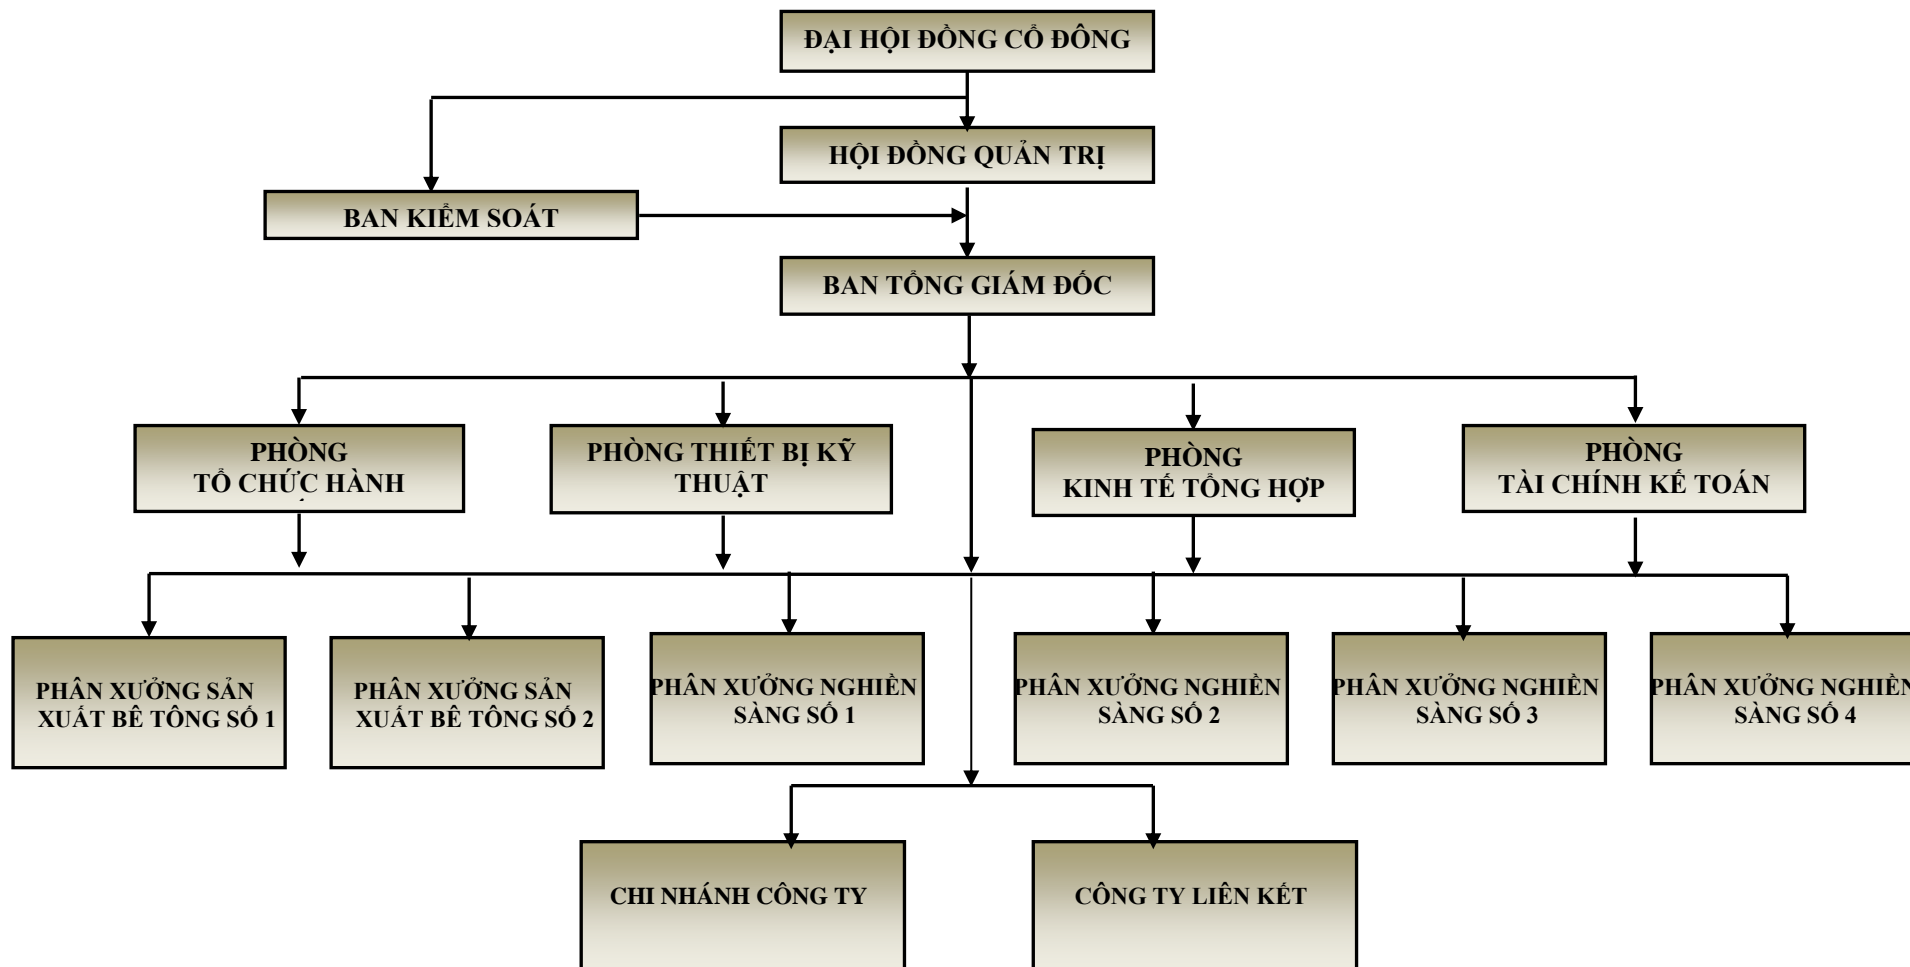 ĐẠI HỘI ĐỒNG CỔ ĐÔNG
HỘI ĐỒNG QUẢN TRỊ
BAN KIỂM SOÁT
BAN TỔNG GIÁM ĐỐC
PHÒNG
TỔ CHỨC HÀNH
PHÒNG THIẾT BỊ KỸ
THUẬT
PHÒNG
KINH TẾ TỔNG HỢP
PHÒNG
TÀI CHÍNH KẾ TOÁN
PHÂN XƯỞNG SẢN
XUẤT BÊ TÔNG SỐ 1
PHÂN XƯỞNG SẢN
XUẤT BÊ TÔNG SỐ 2
PHÂN XƯỞNG NGHIỀN
SÀNG SỐ 1
PHÂN XƯỞNG NGHIỀN
SÀNG SỐ 2
PHÂN XƯỞNG NGHIỀN
SÀNG SỐ 3
PHÂN XƯỞNG NGHIỀN
SÀNG SỐ 4
CHI NHÁNH CÔNG TY
CÔNG TY LIÊN KẾT